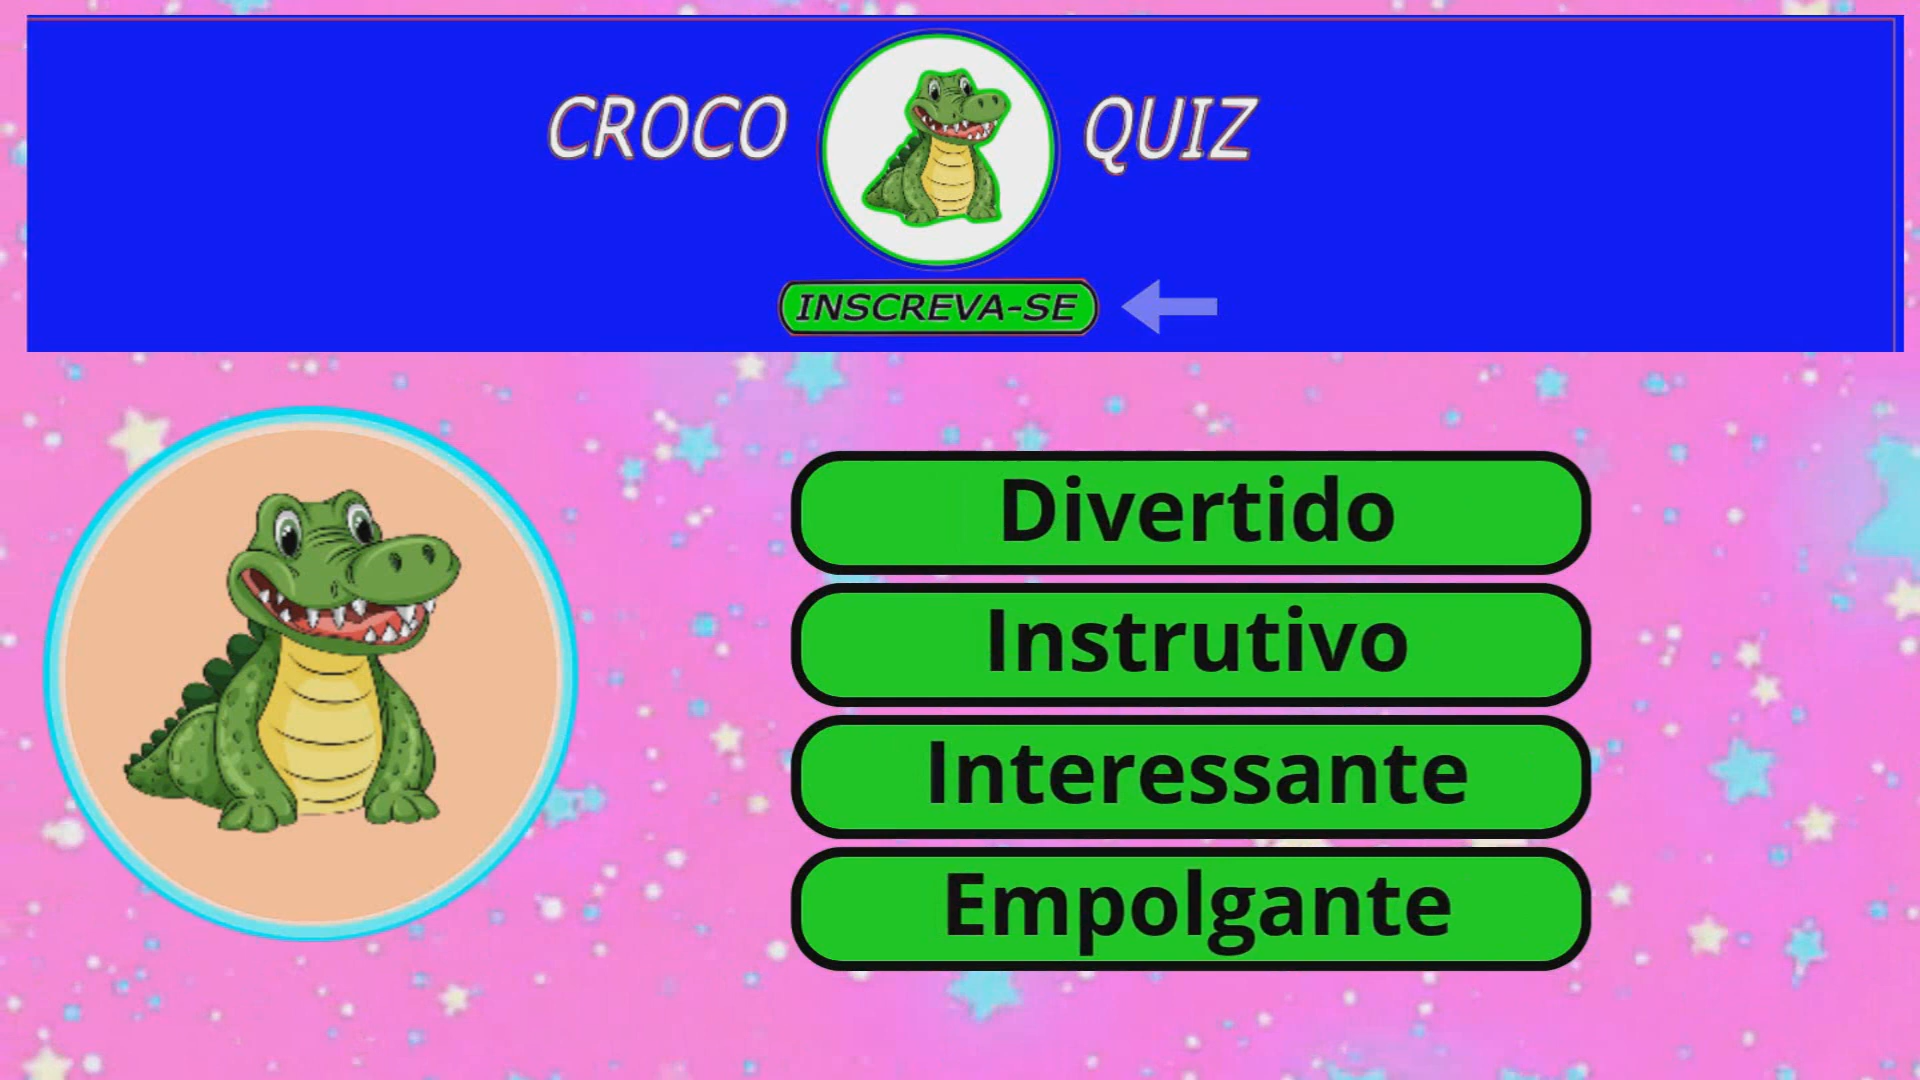 CROCO QUIZ
INSCREVA-SE
Divertido
Instrutivo
Interessante
Empolgante